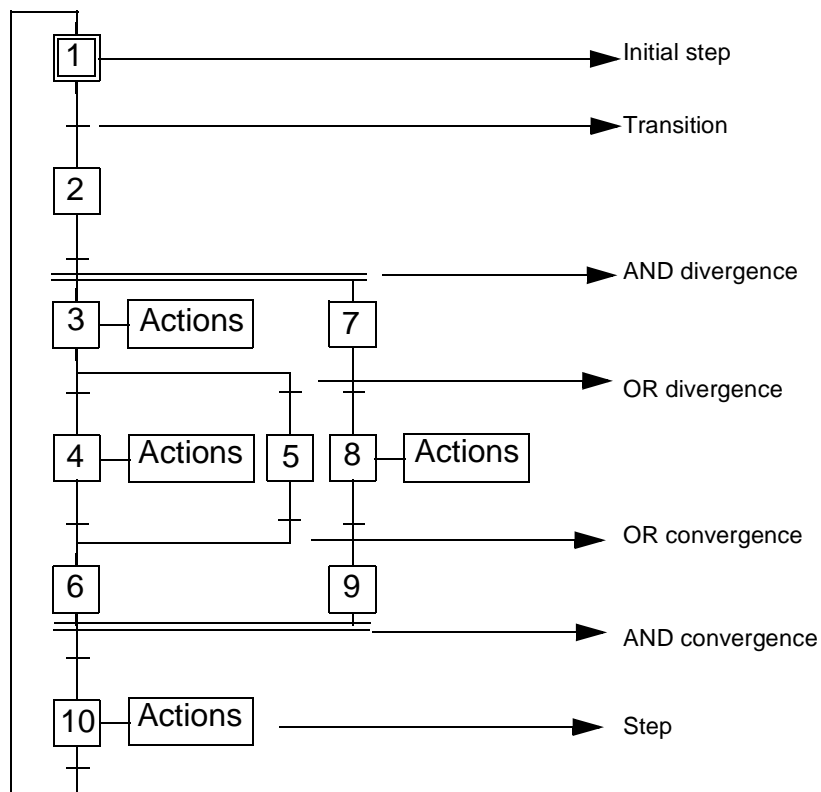 1
Initial step
Transition
2
AND divergence
3 Actions 7
OR divergence
4 Actions 5 8 Actions
OR convergence
6 9
AND convergence
10 Actions
Step